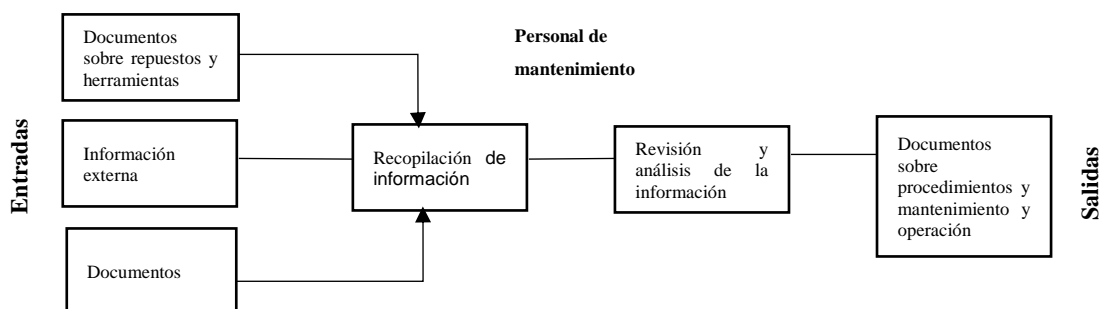 Entradas
Documentos
sobre repuestos y
herramientas
Información
externa
Documentos
Personal de
mantenimiento
Recopilación de
información
Revisión y
análisis de la
información
Documentos
sobre
procedimientos y
mantenimiento y
operación
Salidas